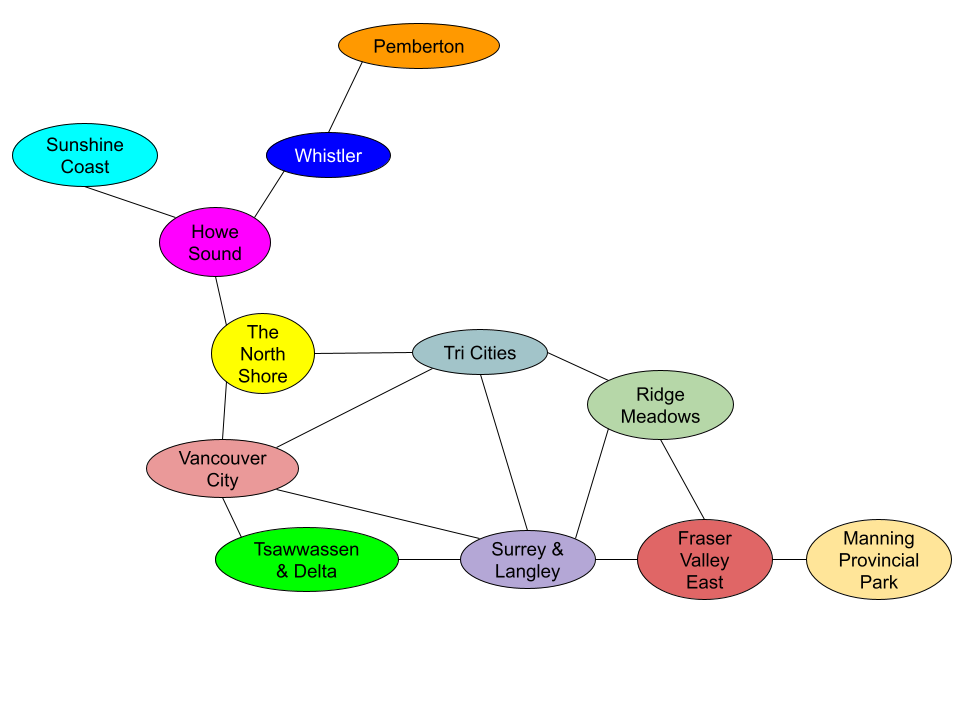 Pemberton
Sunshine
Coast
Whistler
Howe
Sound
The
North
Shore
Tri Cities
Ridge
Meadows
Vancouver
City
Tsawwassen
& Delta
Surrey &
Langley
Fraser
Valley
East
Manning
Provincial
Park